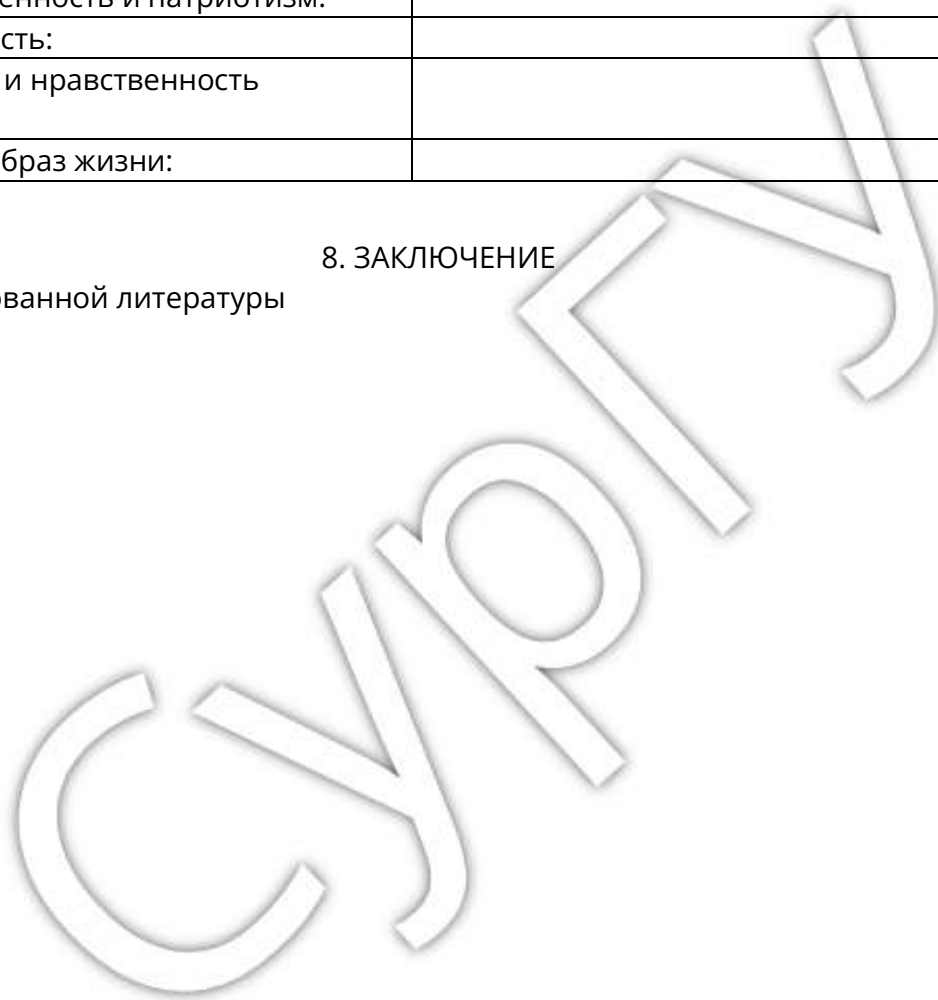 енность и патриотизм:
сть:
и нравственность
браз жизни:
8. ЗАКЛЮЧЕНИЕ
ованной литературы
СурГУ